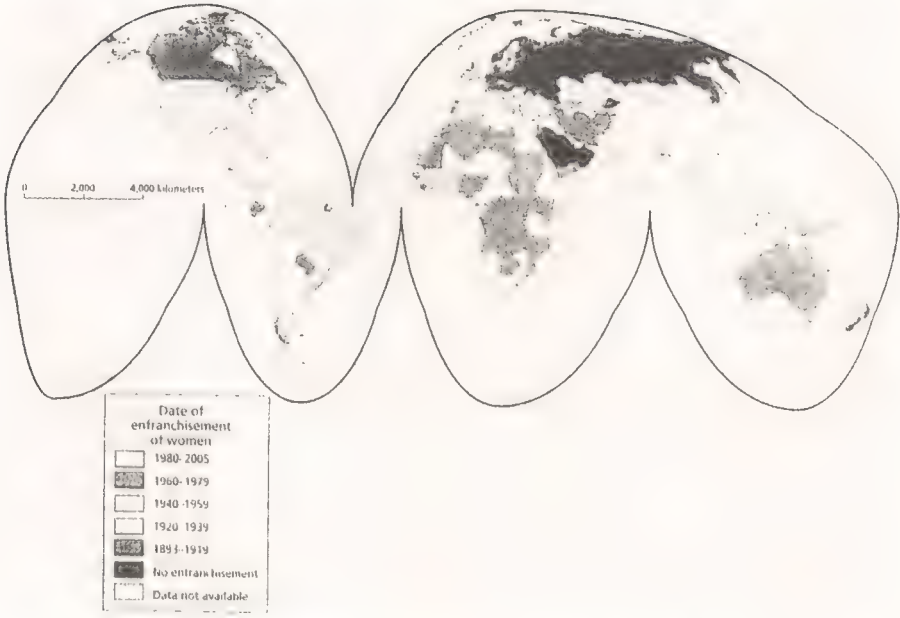 0 2,000 4,000 kilometers
Date of
enfranchisement
of women
1980-2005
1960-1979
1940-1959
1920-1939
1893-1919
No enfranchisement
Data not available